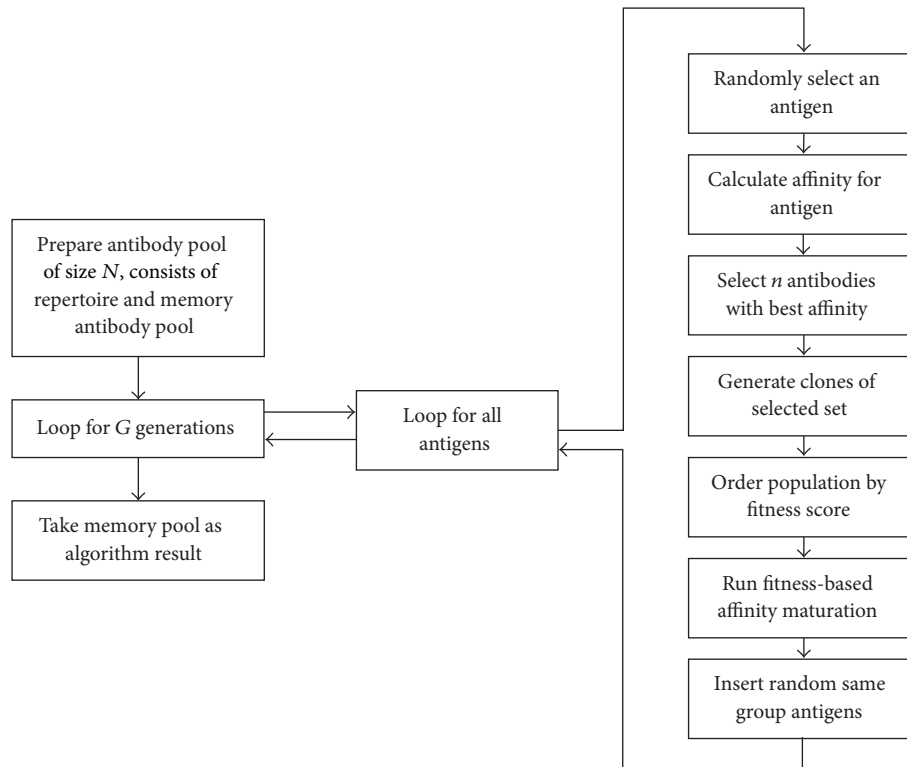 Prepare antibody pool
of size N, consists of
repertoire and memory
antibody pool
Loop for G generations
Take memory pool as
algorithm result
Loop for all
antigens
Randomly select an
antigen
Calculate affinity for
antigen
Select n antibodies
with best affinity
Generate clones of
selected set
Order population by
fitness score
Run fitness-based
affinity maturation
Insert random same
group antigens